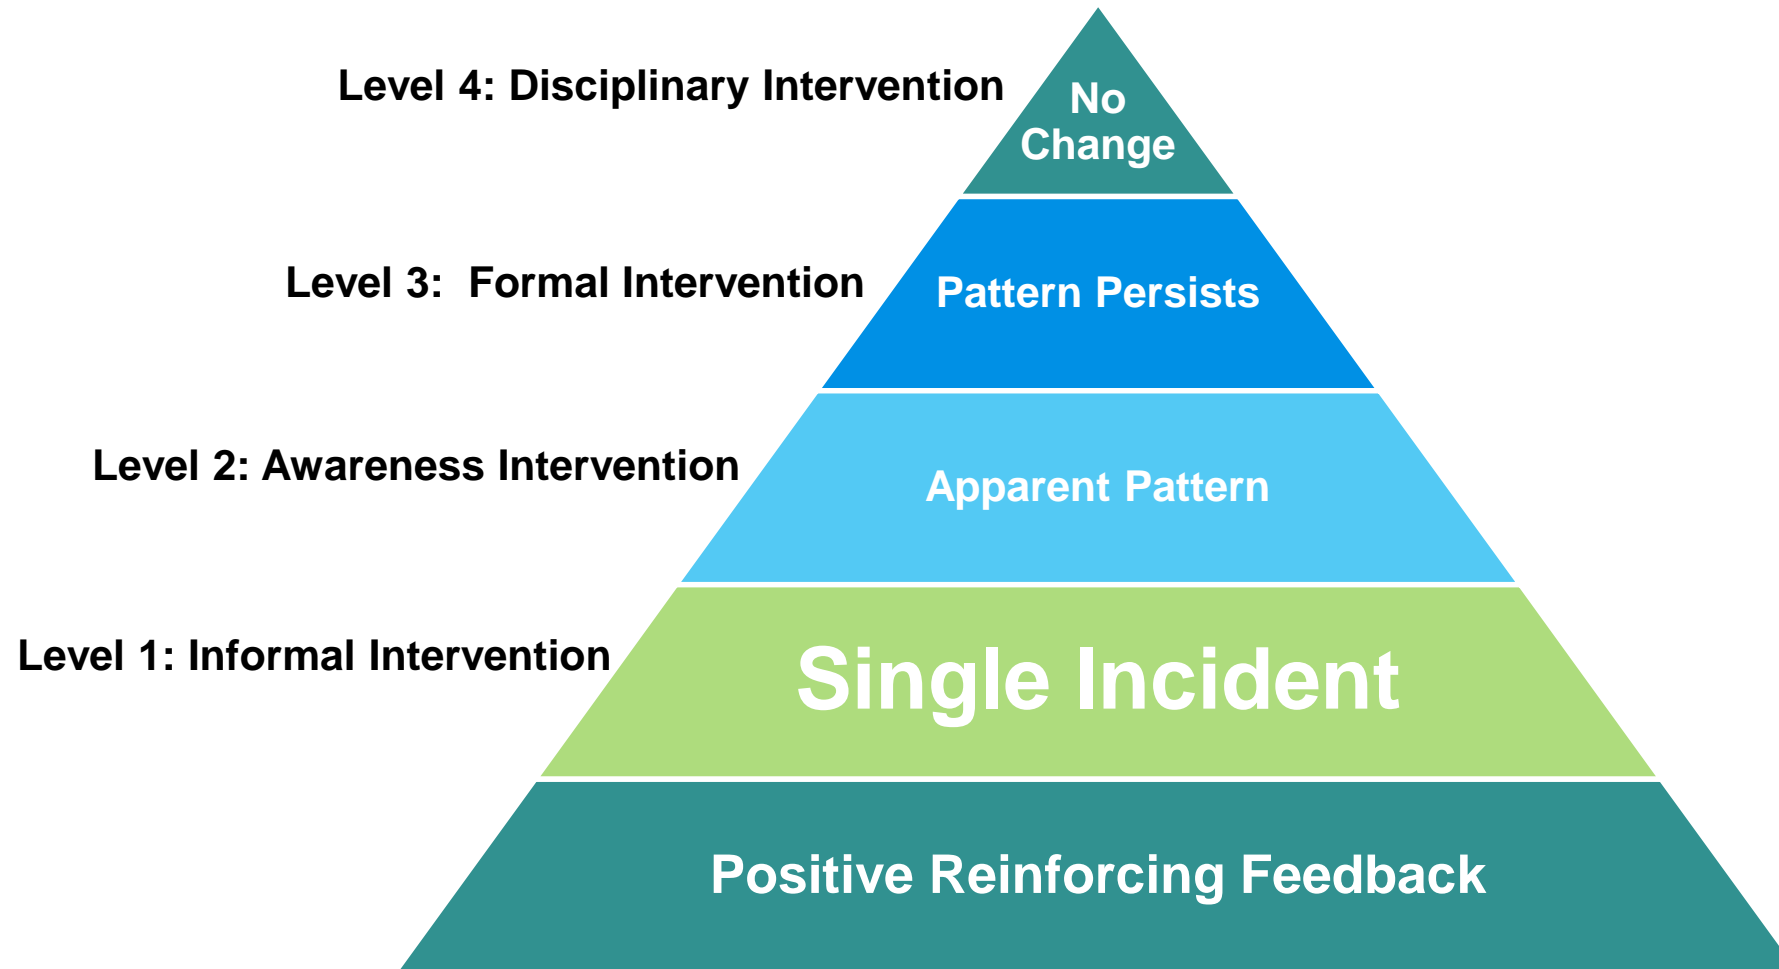 Level 4: Disciplinary Intervention
No
Change
Level 3:  Formal Intervention
Pattern Persists
Level 2: Awareness Intervention
Apparent Pattern
Level 1: Informal Intervention
Single Incident
Positive Reinforcing Feedback